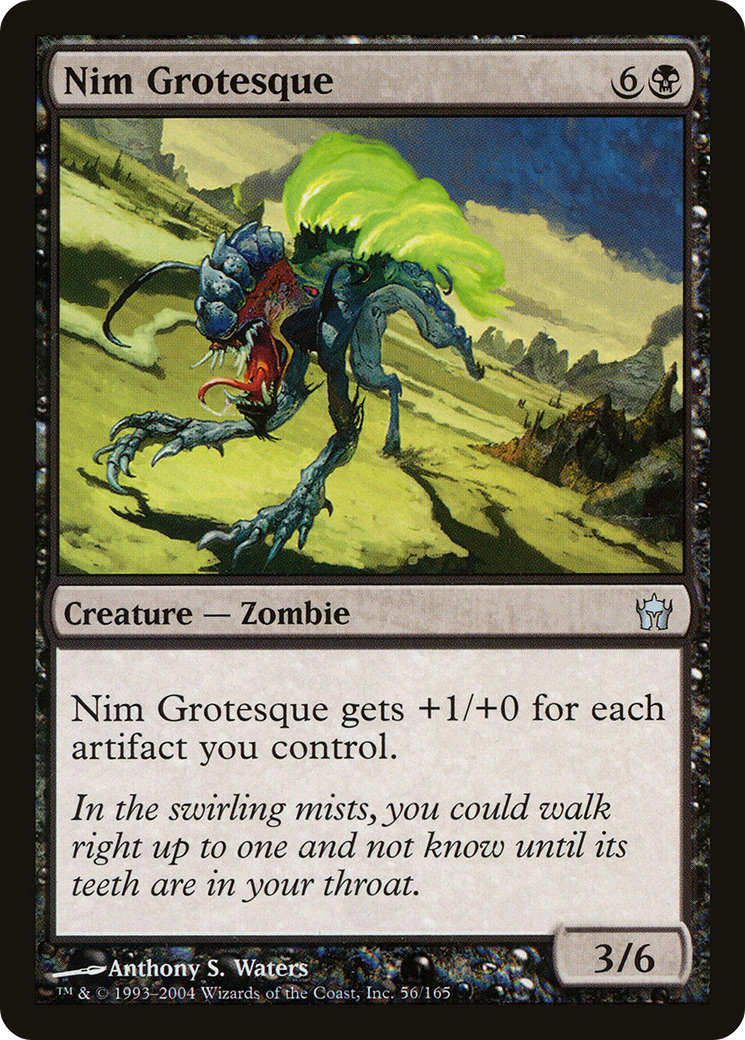 Nim Grotesque
6
Creature — Zombie
Nim Grotesque gets +1/+0 for each
artifact you control.
In the swirling mists, you could walk
right up to one and not know until its
teeth are in your throat.
3/6
Anthony S. Waters
™ & © 1993–2004 Wizards of the Coast, Inc. 56/165